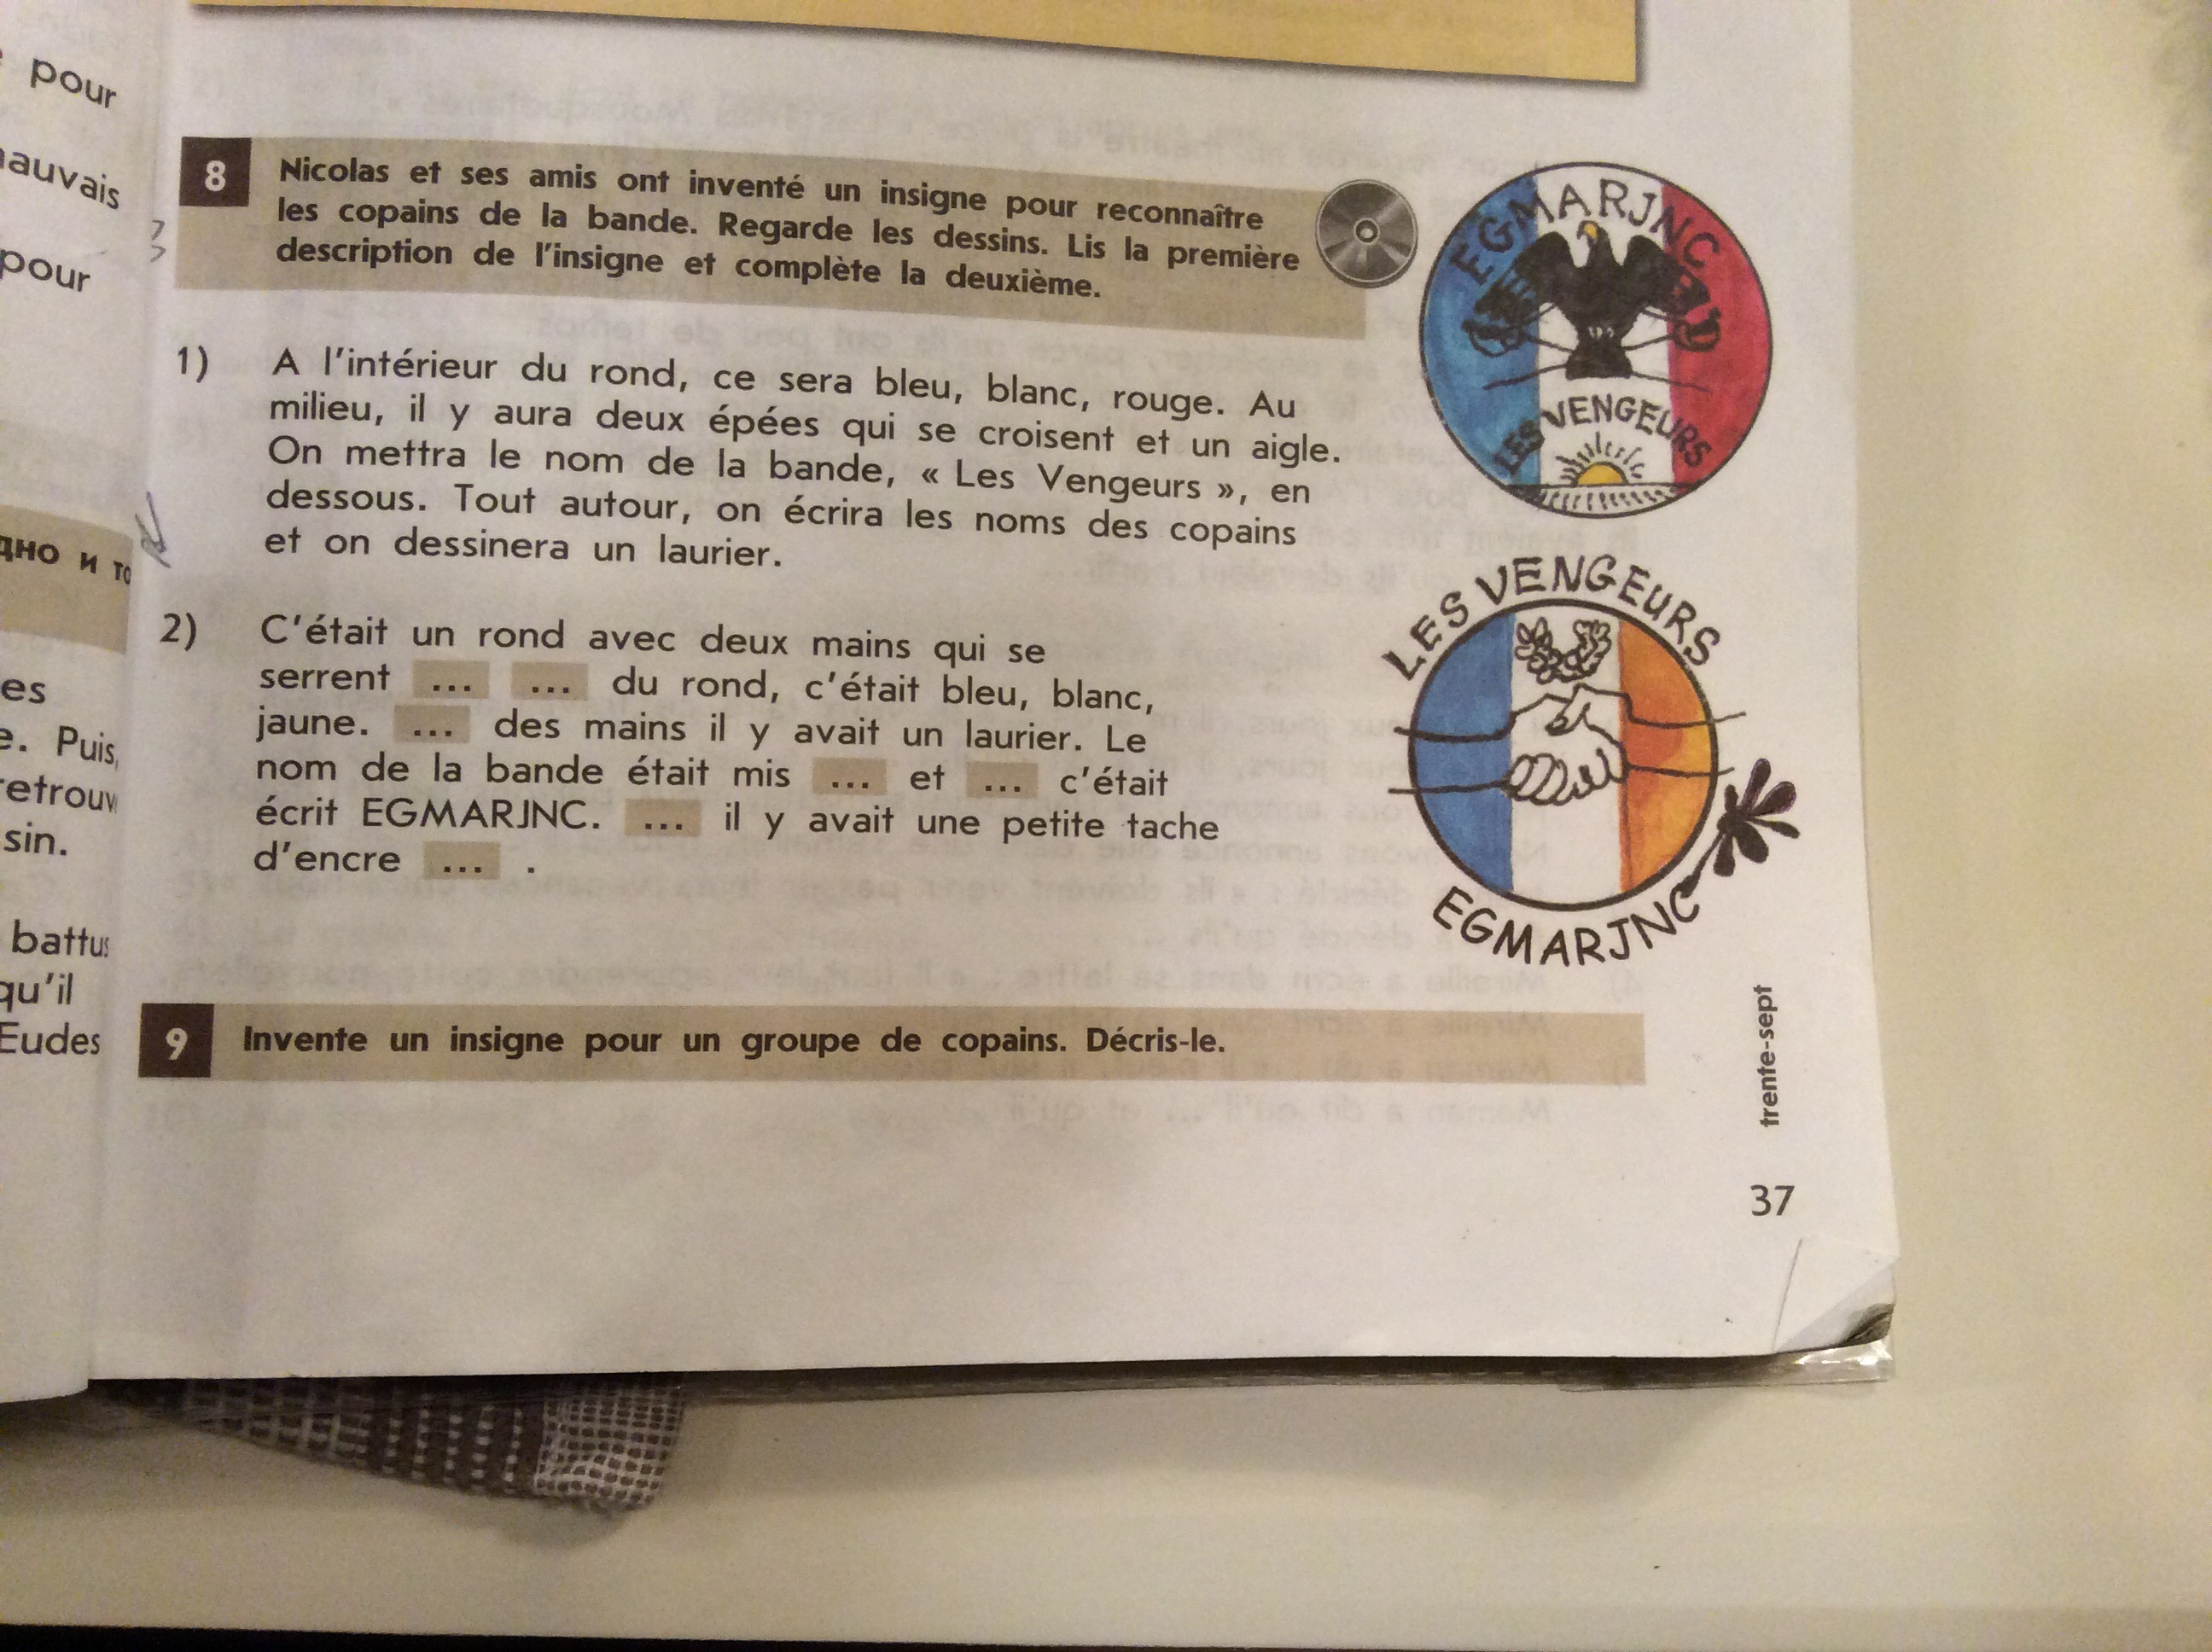 pour
mauvais
pour
дно и то
es
e. Puis,
retrouv
sin.
battus
qu'il
Eudes
8 Nicolas et ses amis ont inventé un insigne pour reconnaître
les copains de la bande. Regarde les dessins. Lis la première
description de l'insigne et complète la deuxième.
1) A l'intérieur du rond, ce sera bleu, blanc, rouge. Au
milieu, il y aura deux épées qui se croisent et un aigle.
On mettra le nom de la bande, « Les Vengeurs », en
dessous. Tout autour, on écrira les noms des copains
et on dessinera un laurier.
EGMARJNC
LES VENGEURS
2) C'était un rond avec deux mains qui se
serrent ... ... du rond, c'était bleu, blanc,
jaune. ... des mains il y avait un laurier. Le
nom de la bande était mis ... et ... c'était
écrit EGMARJNC. ... il y avait une petite tache
d'encre ... .
LES VENGEURS
EGMARJNC
9 Invente un insigne pour un groupe de copains. Décris-le.
trente-sept
37